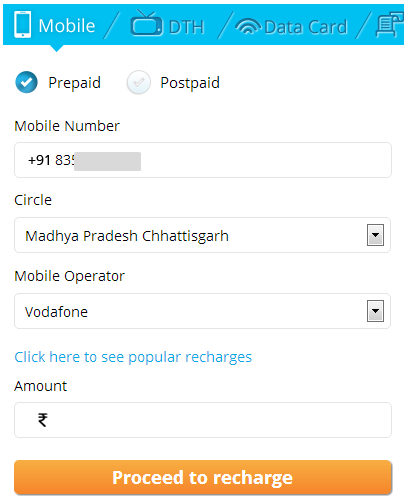 Mobile DTH Data Card
Prepaid Postpaid
Mobile Number
+91 835
Circle
Madhya Pradesh Chhattisgarh
Mobile Operator
Vodafone
Click here to see popular recharges
Amount
₹
Proceed to recharge